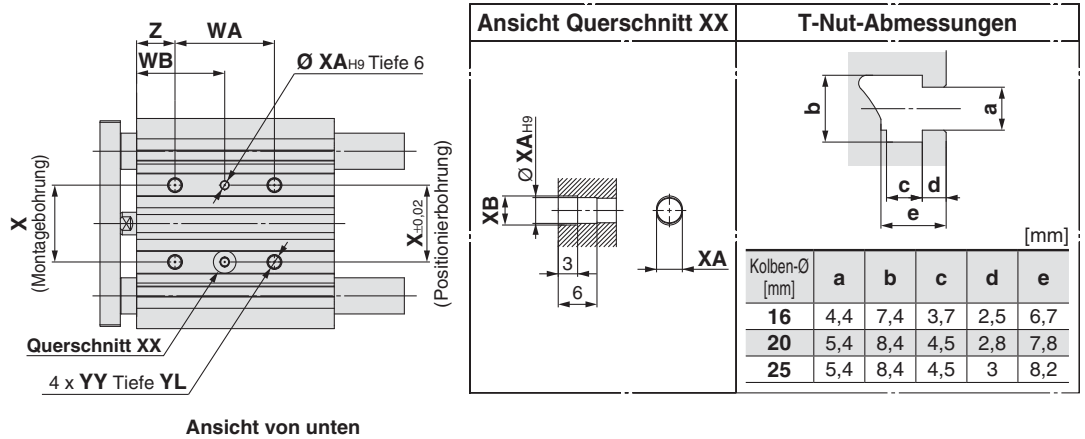 Z
WA
WB
Ø XAH9 Tiefe 6
X
(Montagebohrung)
X±0,02
(Positionierbohrung)
Querschnitt XX
4 x YY Tiefe YL
Ansicht von unten
Ansicht Querschnitt XX
Ø XAH9
XB
3
6
XA
T-Nut-Abmessungen
b
a
c
d
e
[mm]
Kolben-Ø [mm] a b c d e
16 4,4 7,4 3,7 2,5 6,7
20 5,4 8,4 4,5 2,8 7,8
25 5,4 8,4 4,5 3 8,2